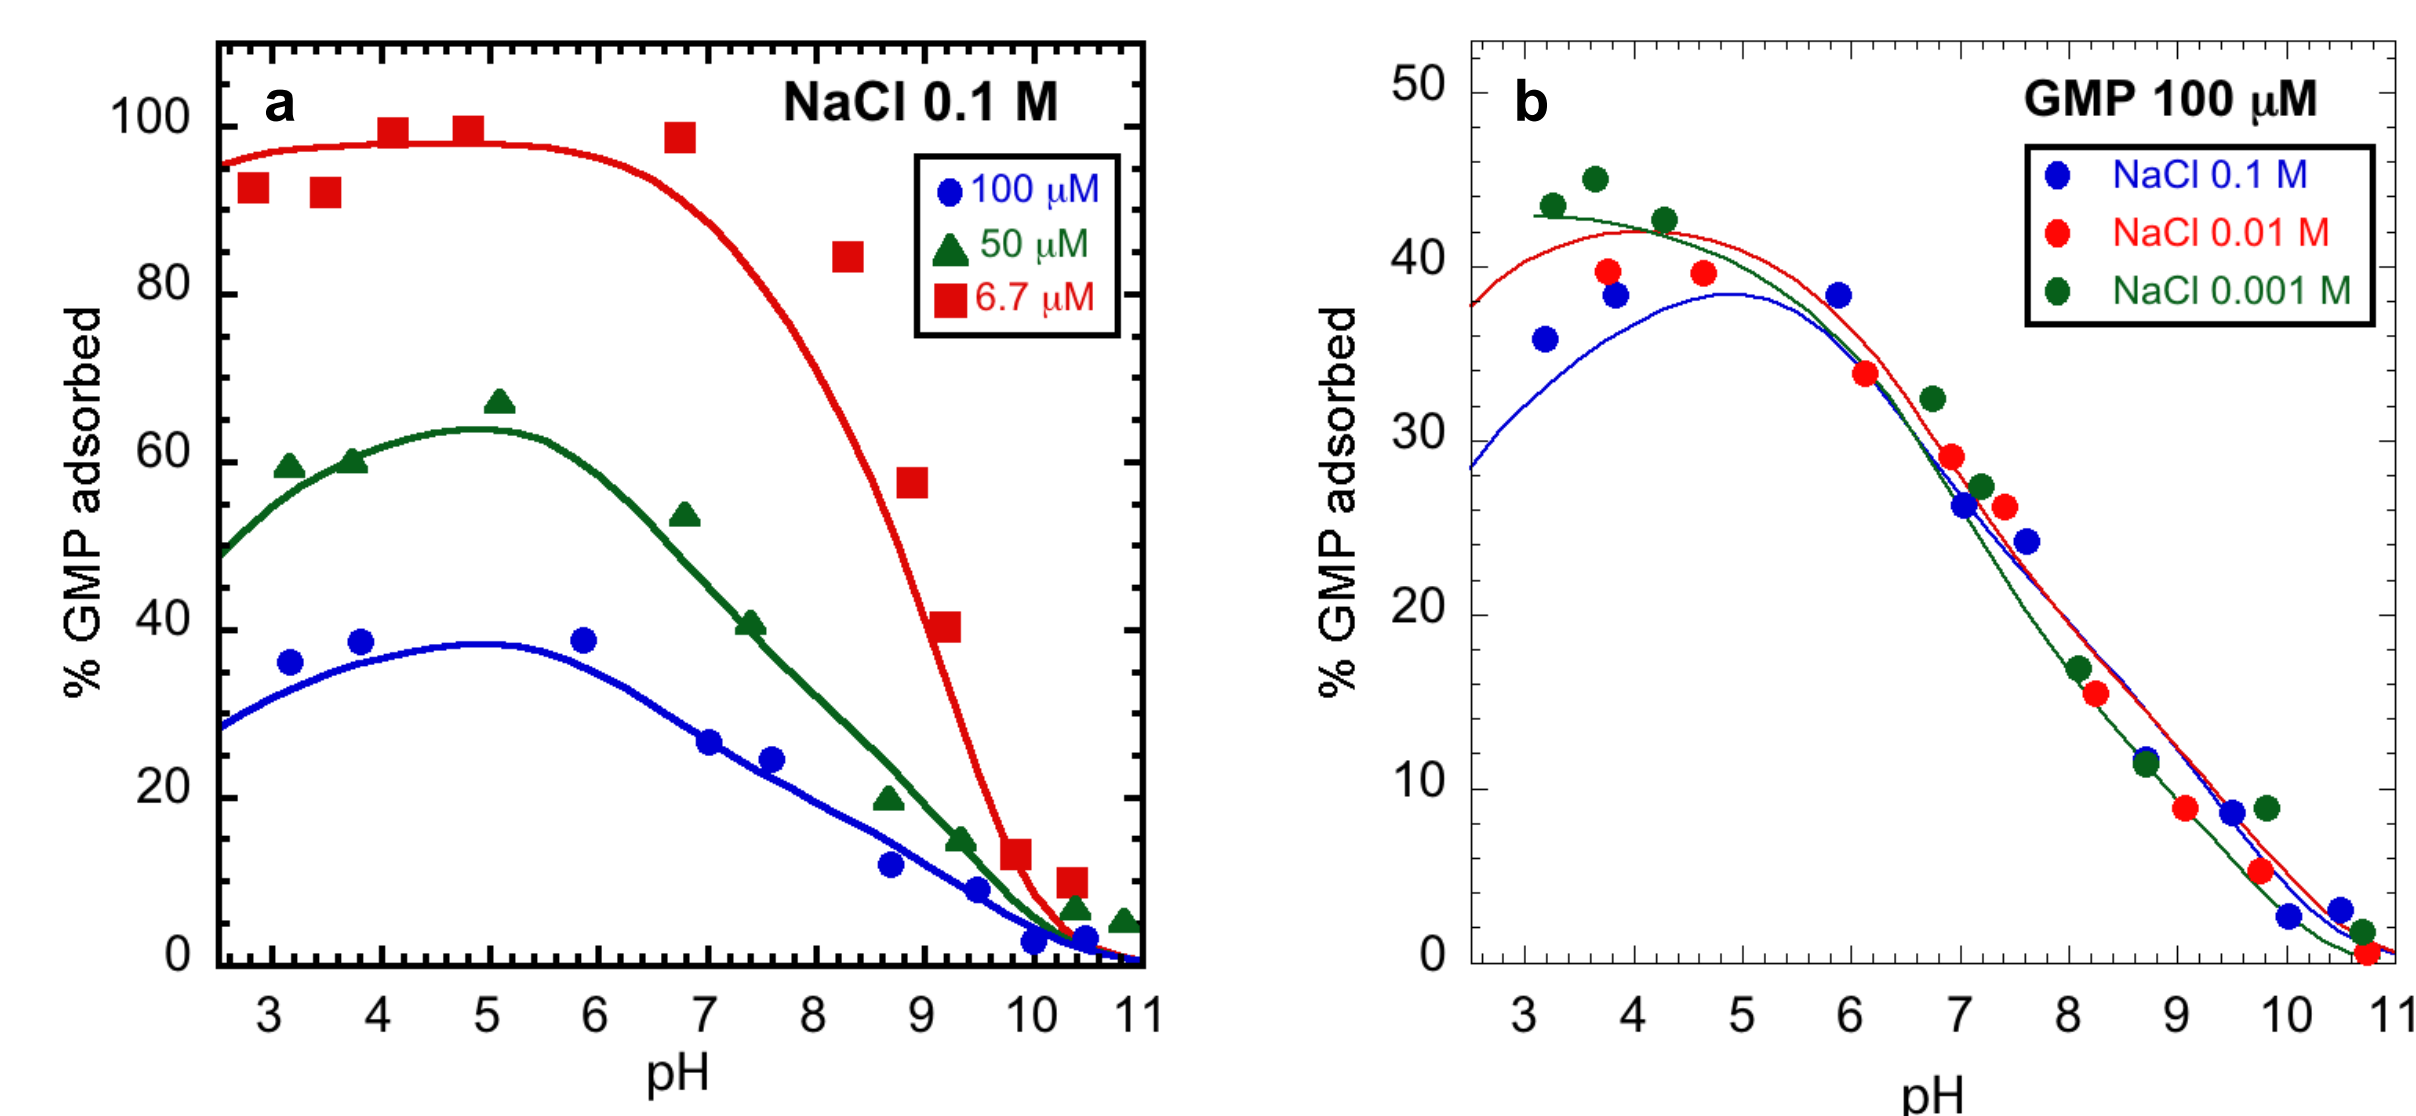 a
NaCl 0.1 M
100 μM
50 μM
6.7 μM
% GMP adsorbed
100
80
60
40
20
0
3 4 5 6 7 8 9 10 11
pH
b
GMP 100 μM
NaCl 0.1 M
NaCl 0.01 M
NaCl 0.001 M
% GMP adsorbed
50
40
30
20
10
0
3 4 5 6 7 8 9 10 11
pH